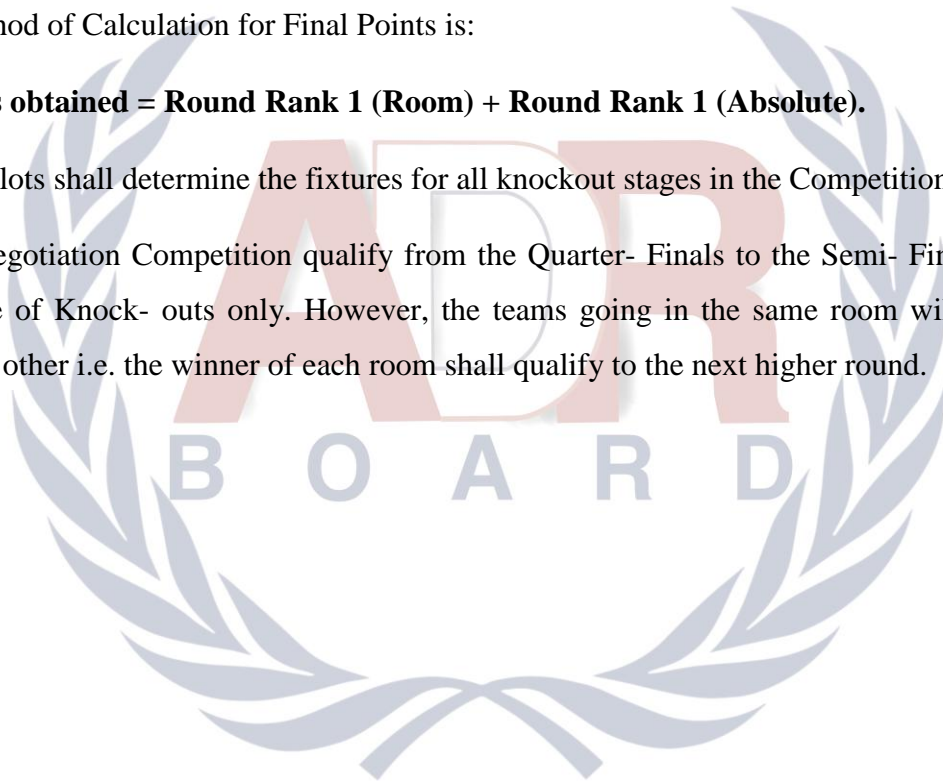 nod of Calculation for Final Points is:
s obtained = Round Rank 1 (Room) + Round Rank 1 (Absolute).
lots shall determine the fixtures for all knockout stages in the Competition
egotiation Competition qualify from the Quarter- Finals to the Semi- Fin
e of Knock- outs only. However, the teams going in the same room wi
other i.e. the winner of each room shall qualify to the next higher round.
ADR
BOARD